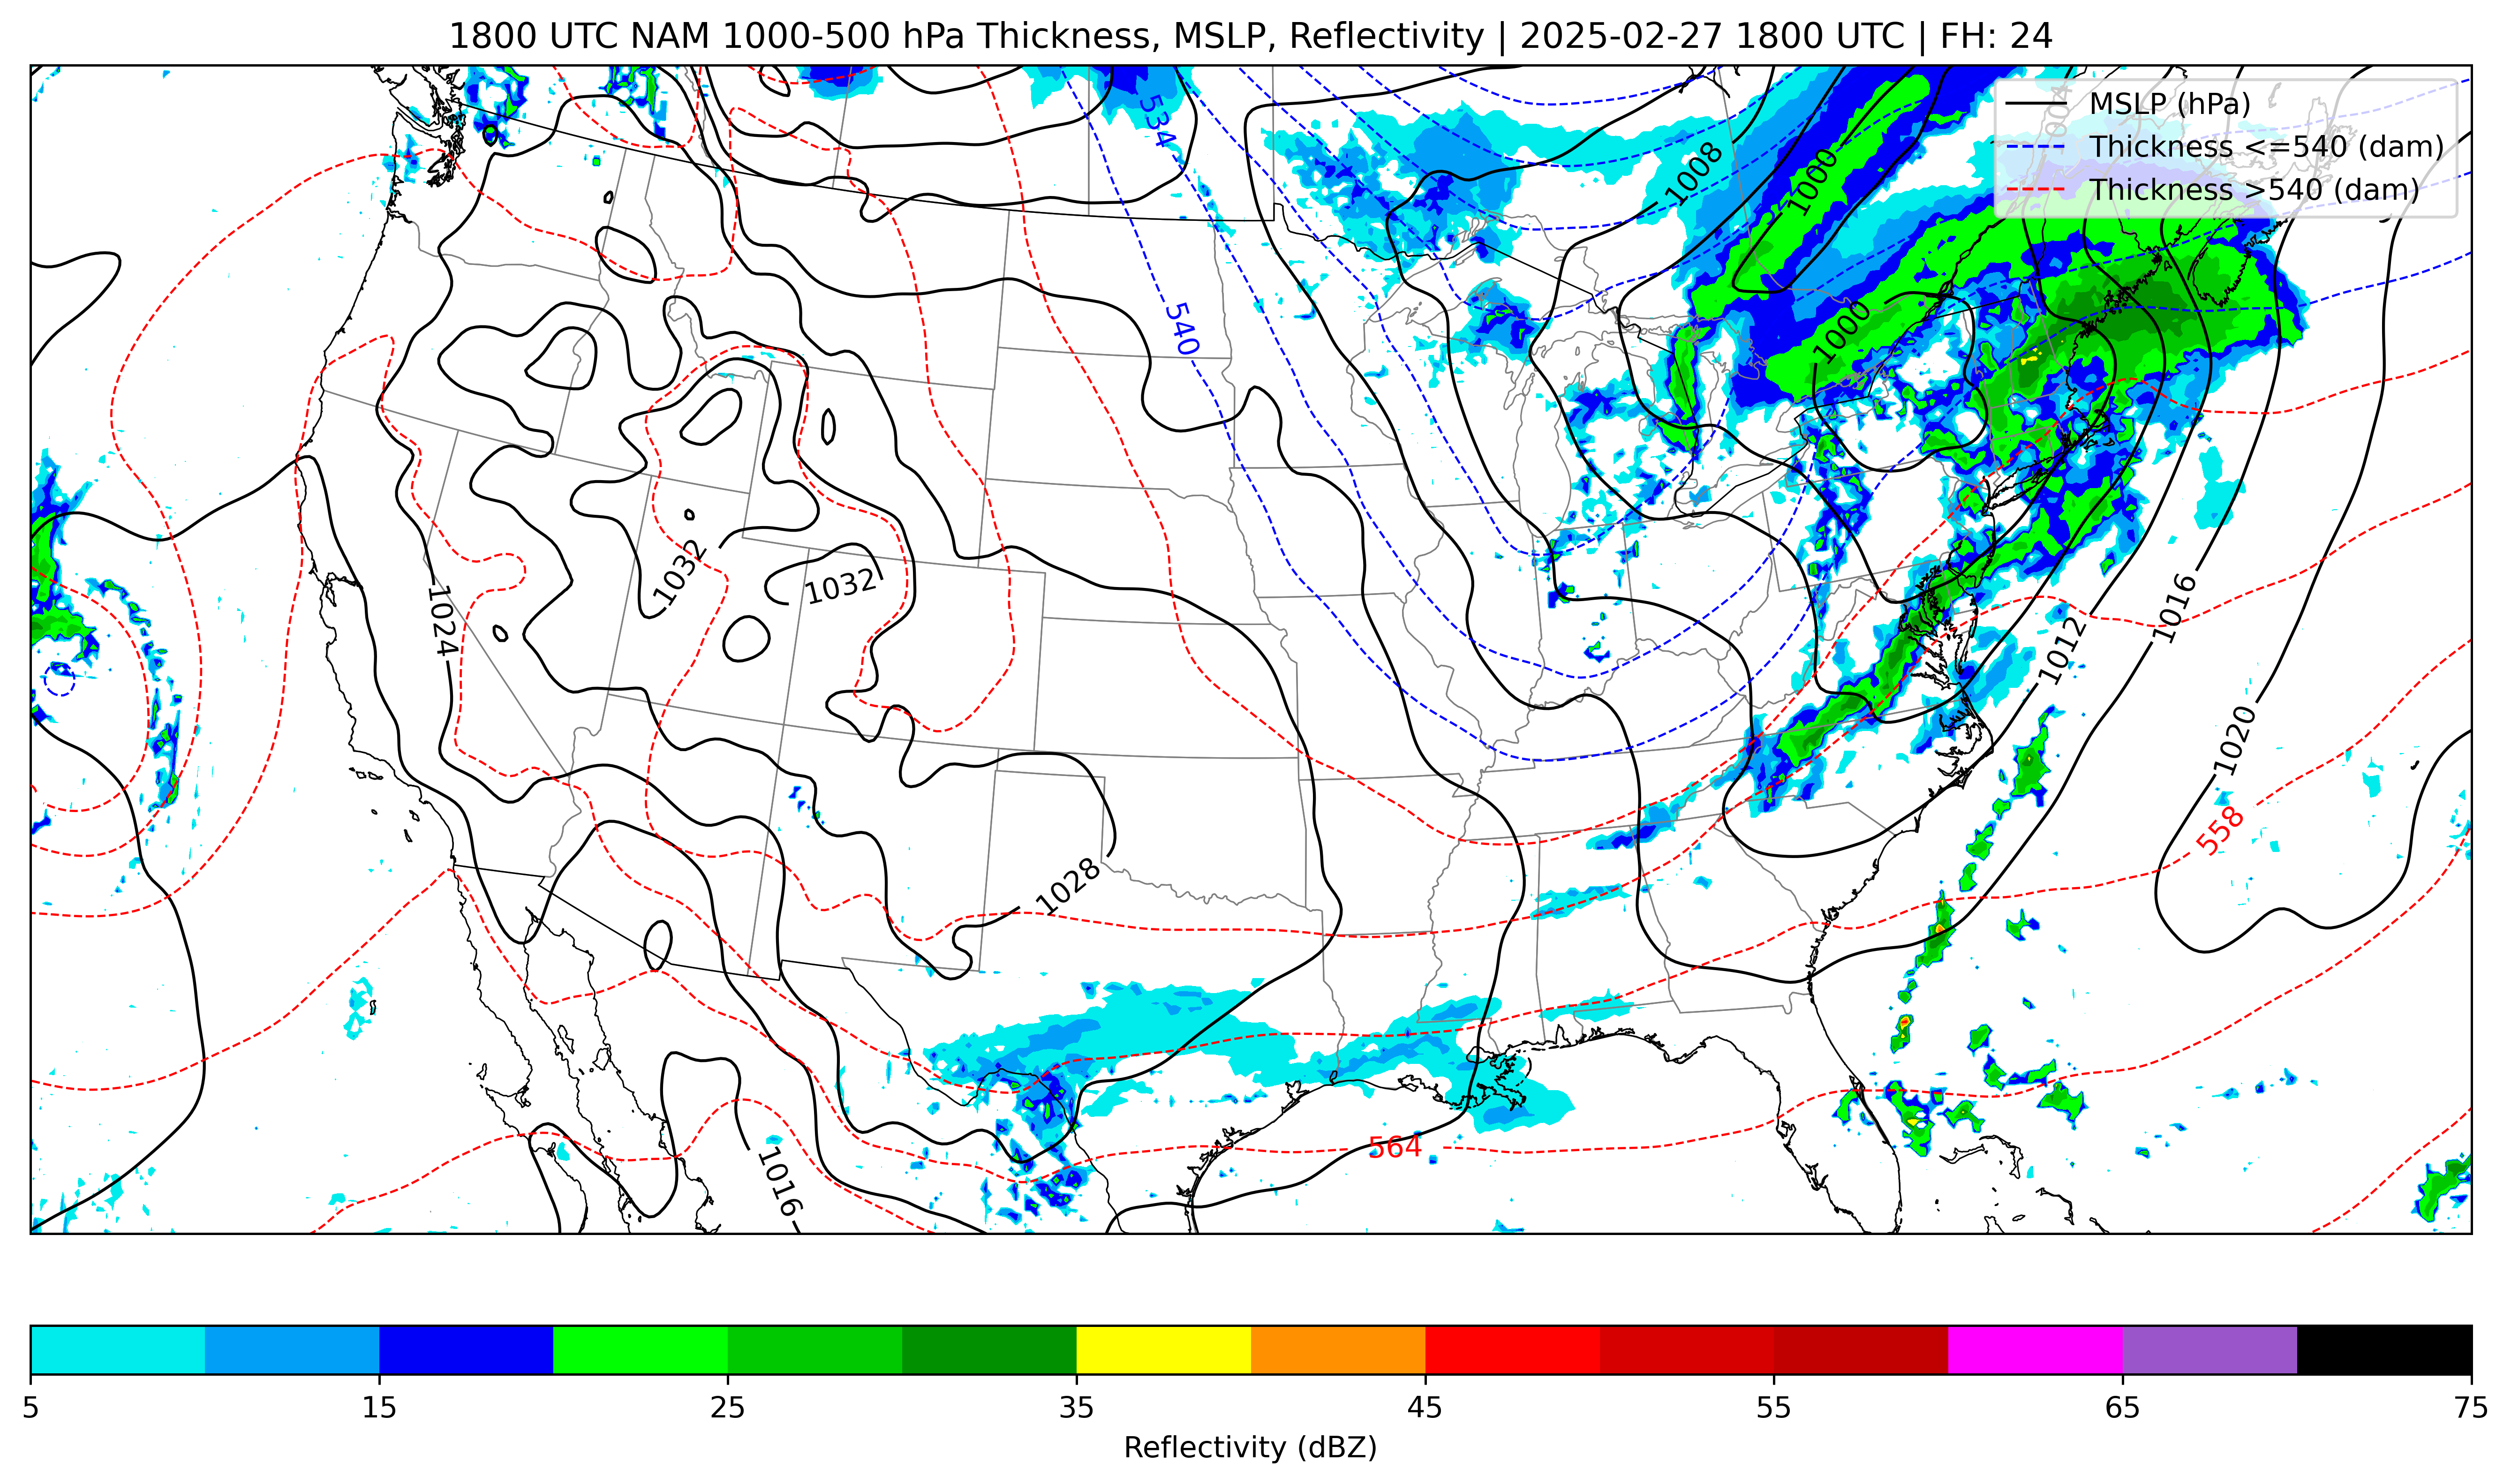 1800 UTC NAM 1000-500 hPa Thickness, MSLP, Reflectivity | 2025-02-27 1800 UTC | FH: 24
MSLP (hPa)
Thickness <=540 (dam)
Thickness >540 (dam)
1004
534
1008
1000
540
1000
1032
1032
1024
1016
1012
1020
558
1028
564
1016
5 15 25 35 45 55 65 75
Reflectivity (dBZ)